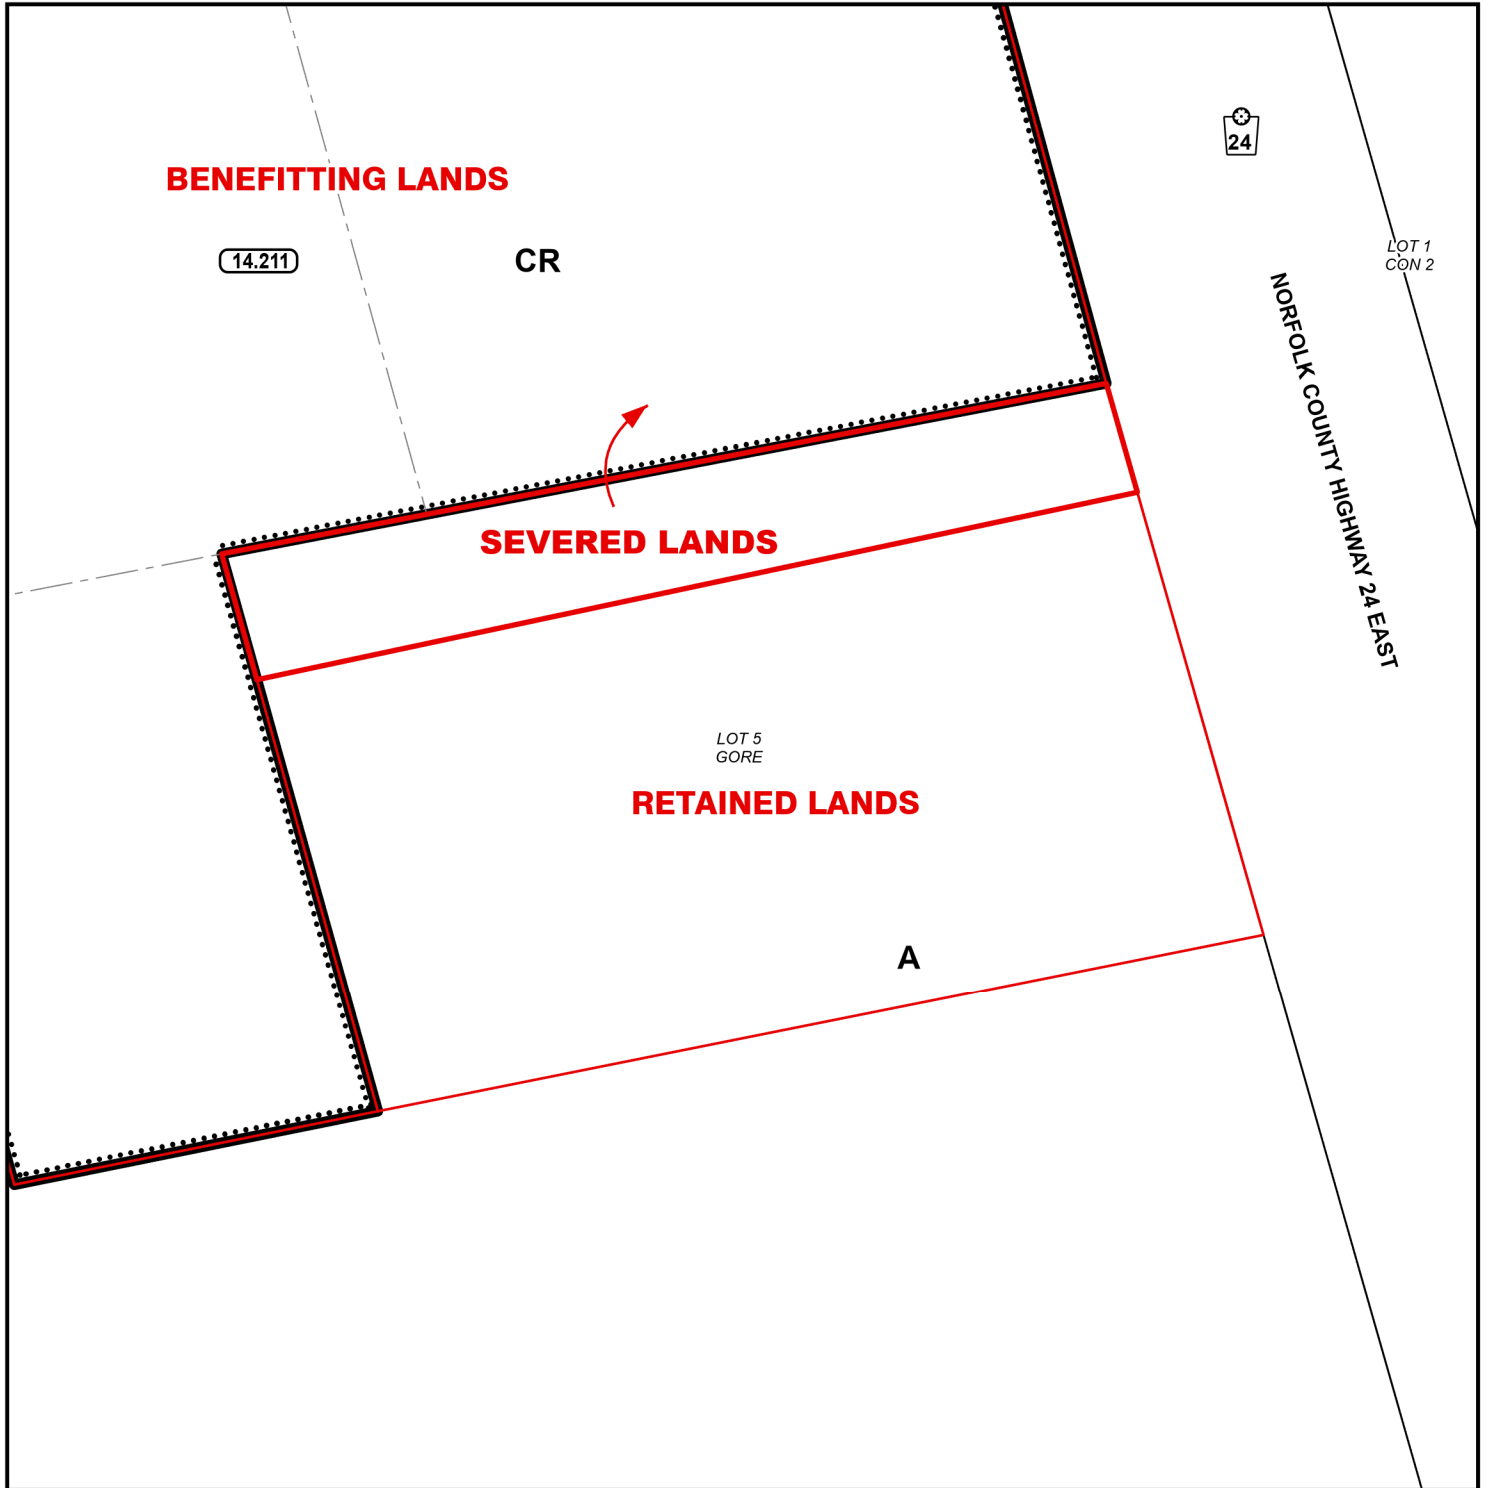 24
BENEFITTING LANDS
14.211
CR
LOT 1
CON 2
NORFOLK COUNTY HIGHWAY 24 EAST
SEVERED LANDS
LOT 5
GORE
RETAINED LANDS
A